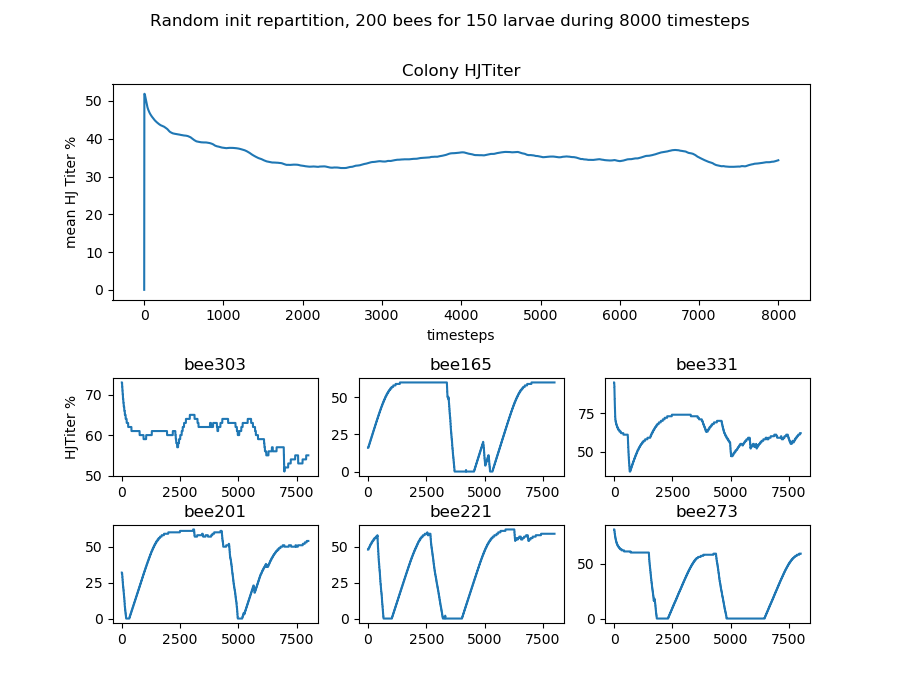 Random init repartition, 200 bees for 150 larvae during 8000 timesteps
Colony HJTiter
50
40
30
20
10
0
mean HJ Titer %
0 1000 2000 3000 4000 5000 6000 7000 8000
timesteps
bee303 bee165 bee331
70
60
50
HJTiter %
50
25
0
75
50
0 2500 5000 7500 0 2500 5000 7500 0 2500 5000 7500
bee201 bee221 bee273
50
25
0
50
25
0
50
0
0 2500 5000 7500 0 2500 5000 7500 0 2500 5000 7500